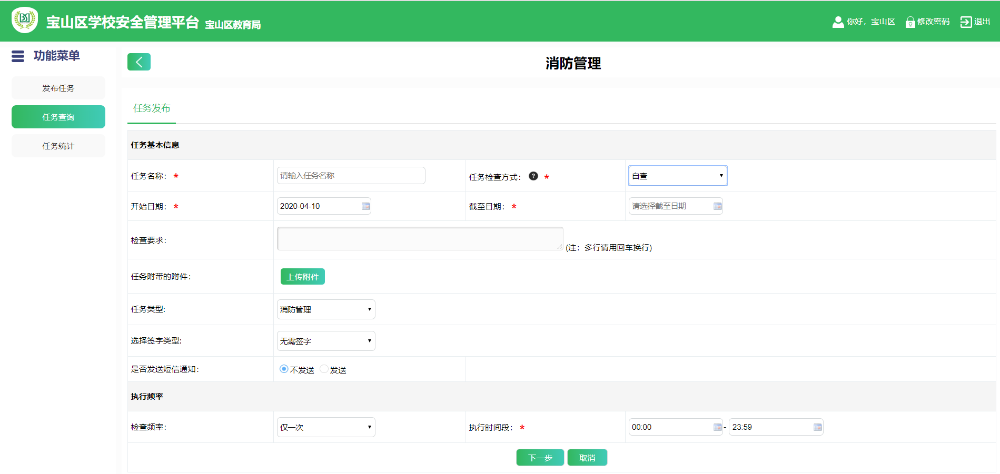 宝山区学校安全管理平台 宝山区教育局
你好，宝山区 修改密码 退出
功能菜单
发布任务
任务查询
任务统计
消防管理
任务发布
任务基本信息
任务名称： * 请输入任务名称 任务检查方式： ? * 自查
开始日期： * 2020-04-10 截至日期： * 请选择截至日期
检查要求: (注：多行请用回车换行)
任务附带的附件: 上传附件
任务类型: 消防管理
选择签字类型: 无需签字
是否发送短信通知: 不发送 发送
执行频率
检查频率: 仅一次 执行时间段： * 00:00 - 23:59
下一步 取消